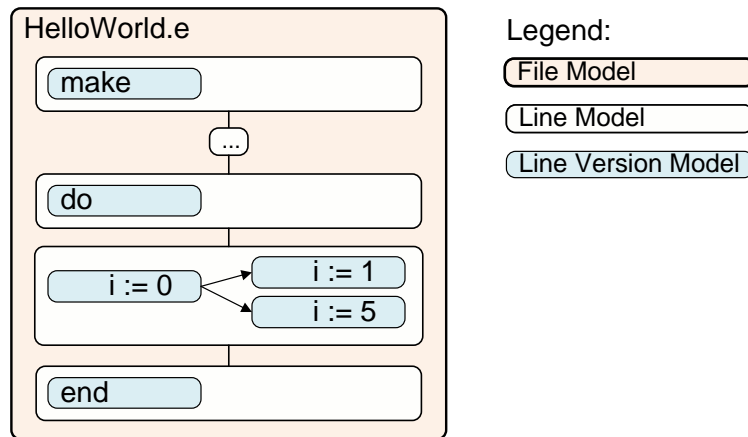 HelloWorld.e
make
...
do
i := 0
i := 1
i := 5
end
Legend:
File Model
Line Model
Line Version Model